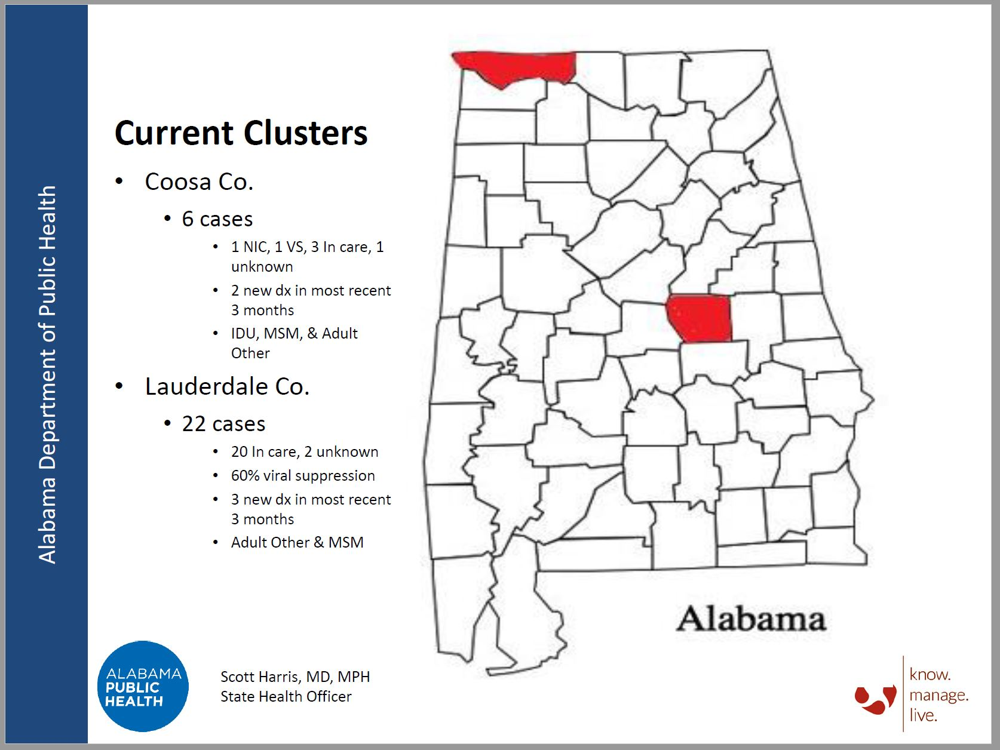 Alabama Department of Public Health
Current Clusters
• Coosa Co.
• 6 cases
• 1 NIC, 1 VS, 3 In care, 1
unknown
• 2 new dx in most recent
3 months
• IDU, MSM, & Adult
Other
• Lauderdale Co.
• 22 cases
• 20 In care, 2 unknown
• 60% viral suppression
• 3 new dx in most recent
3 months
• Adult Other & MSM
Alabama
ALABAMA
PUBLIC
HEALTH
Scott Harris, MD, MPH
State Health Officer
know.
manage.
live.